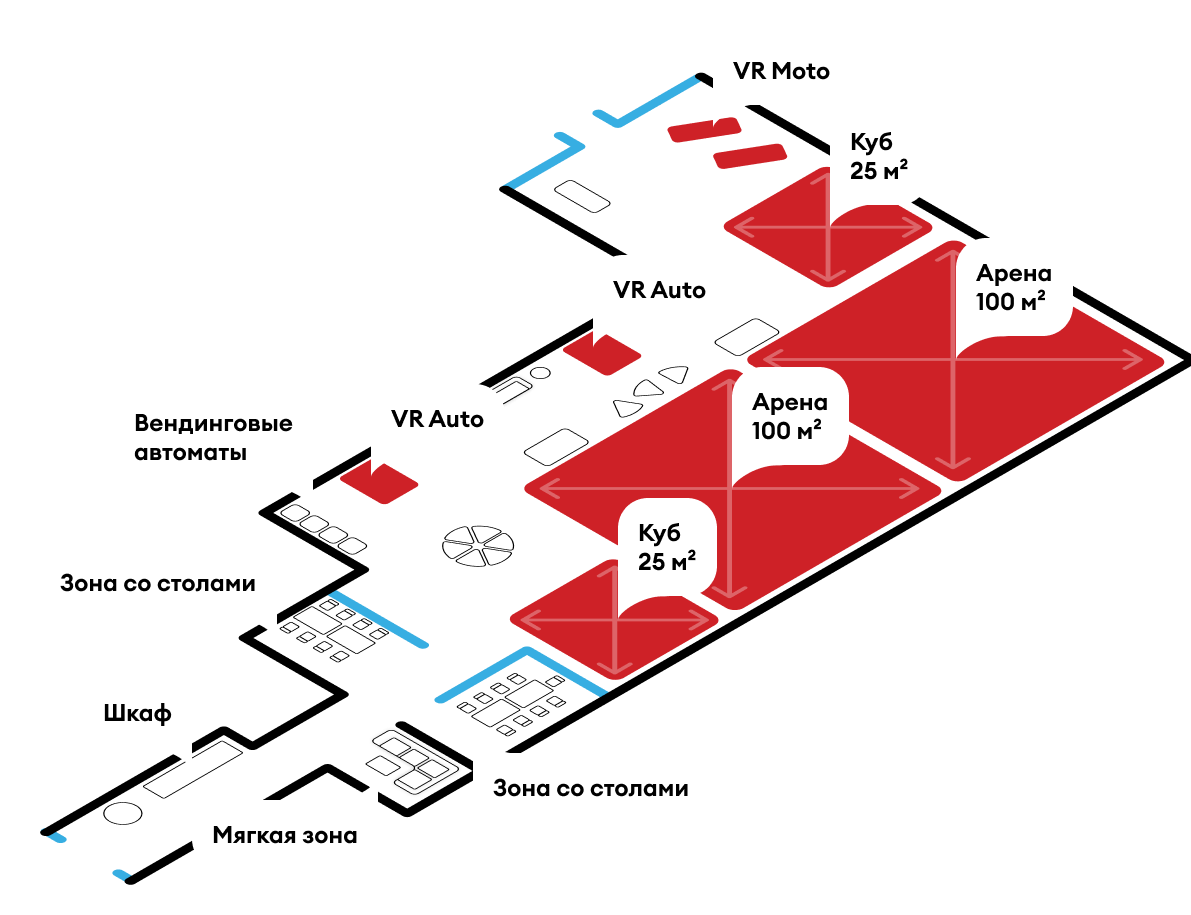 VR Moto
Куб
25 м²
Арена
100 м²
VR Auto
Арена
100 м²
VR Auto
Вендинговые
автоматы
Куб
25 м²
Зона со столами
Шкаф
Зона со столами
Мягкая зона